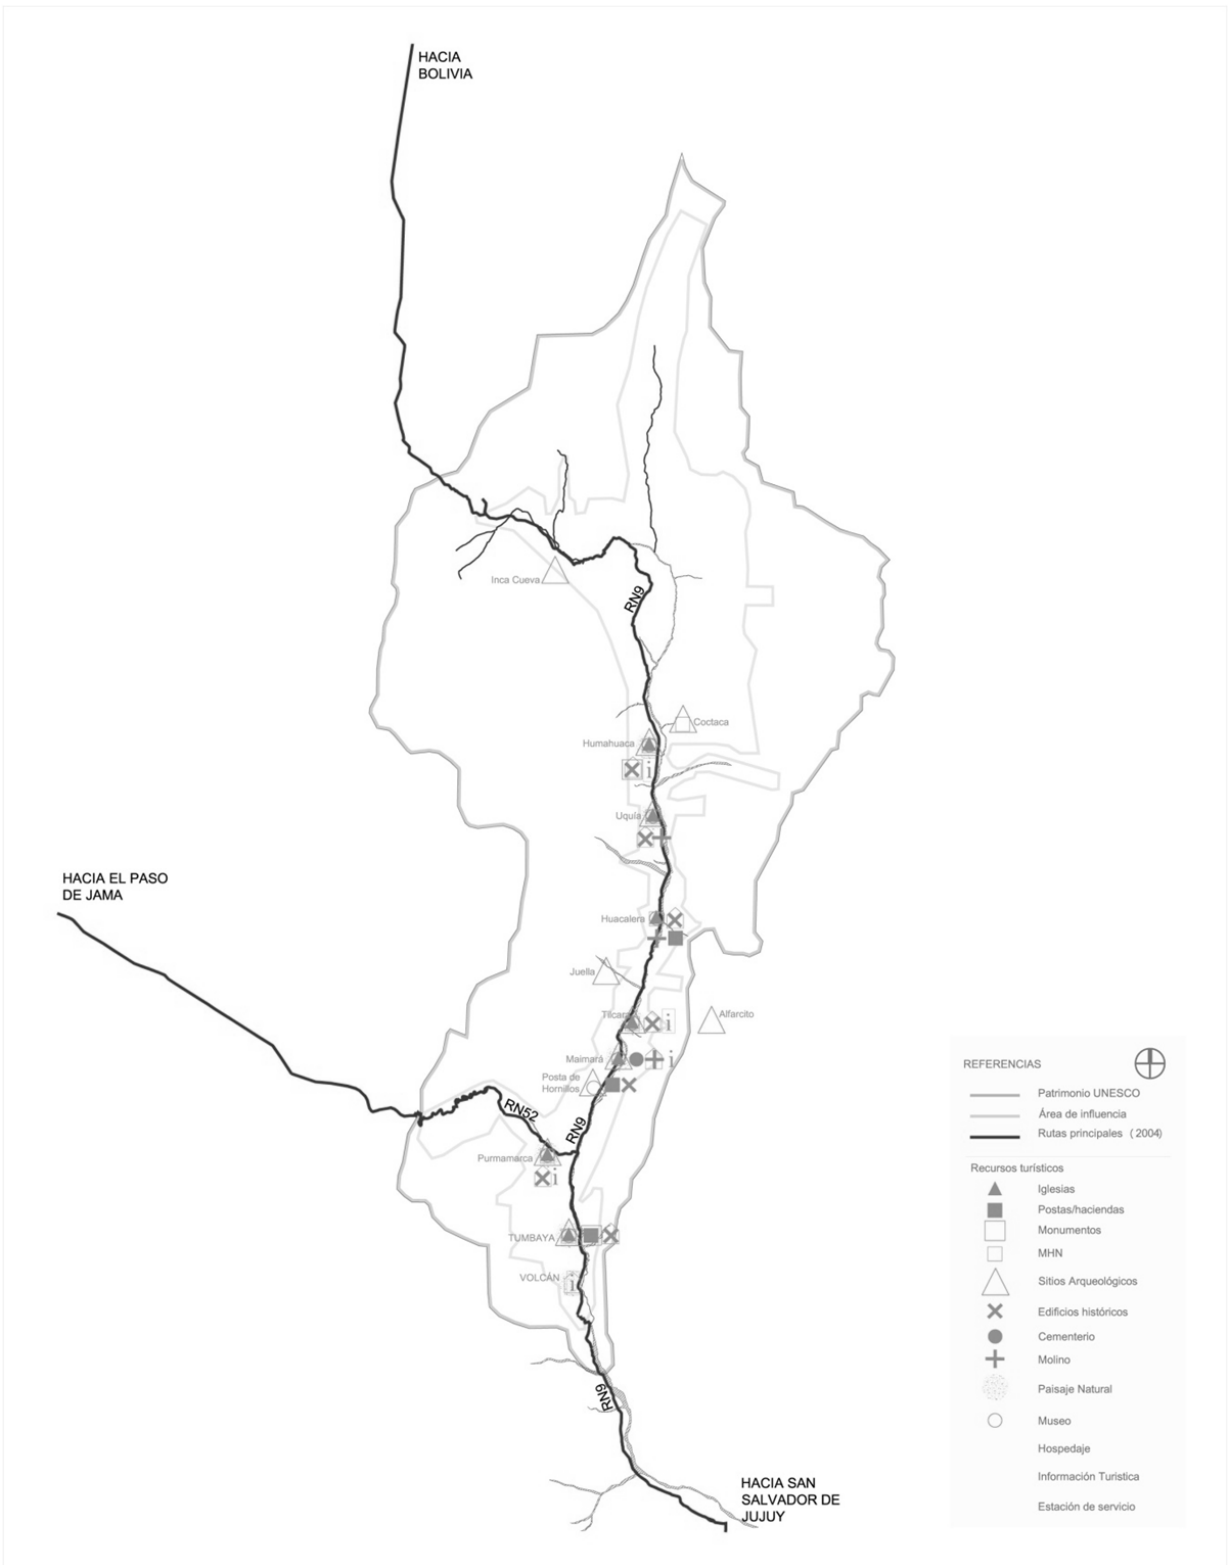 HACIA
BOLIVIA
Inca Cueva
RN9
Coctaca
Humahuaca
i
Uquía
HACIA EL PASO
DE JAMA
Huacalera
Juella
Tilcara
i
Alfarcito
Maimará
i
Posta de
Hornillos
RN52
RN9
Purmamarca
i
TUMBAYA
VOLCÁN
i
RN9
HACIA SAN
SALVADOR DE
JUJUY
REFERENCIAS
Patrimonio UNESCO
Área de influencia
Rutas principales (2004)
Recursos turísticos
Iglesias
Postas/haciendas
Monumentos
MHN
Sitios Arqueológicos
Edificios históricos
Cementerio
Molino
Paisaje Natural
Museo
Hospedaje
Información Turistica
Estación de servicio